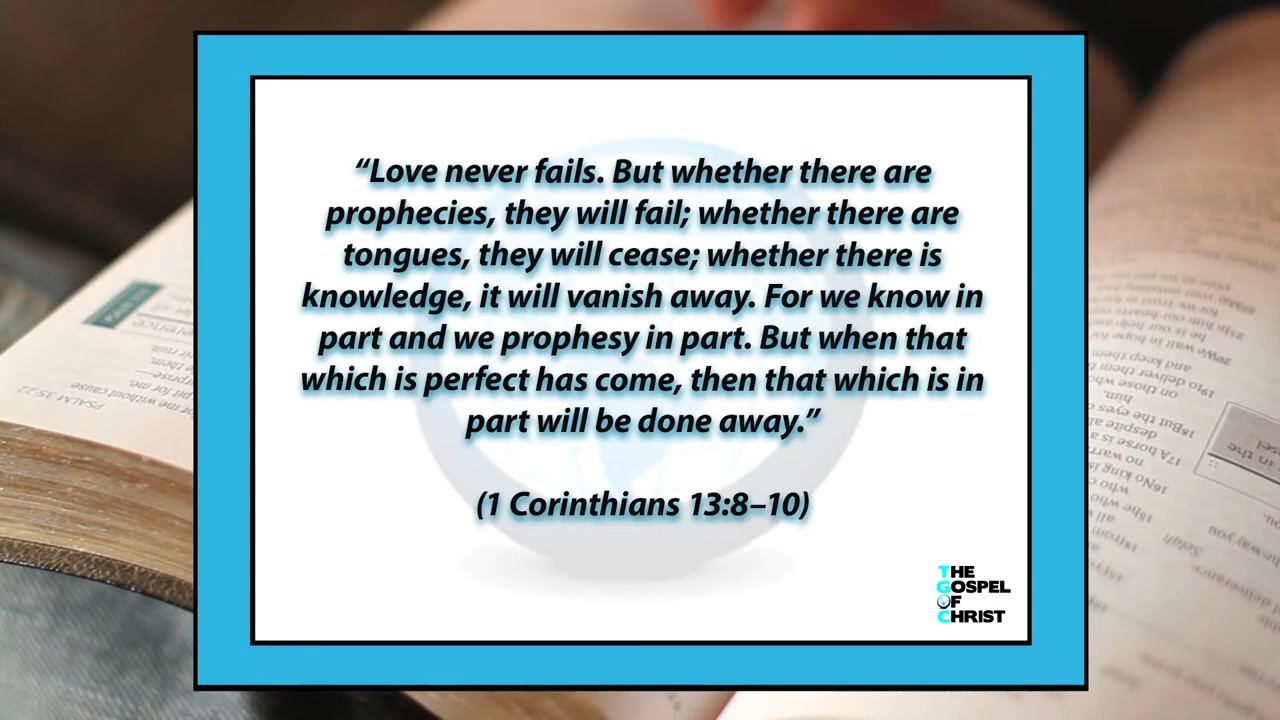 “Love never fails. But whether there are
prophecies, they will fail; whether there are
tongues, they will cease; whether there is
knowledge, it will vanish away. For we know in
part and we prophesy in part. But when that
which is perfect has come, then that which is in
part will be done away.”
(1 Corinthians 13:8–10)
THE
GOSPEL
OF
CHRIST
PSALM 35:22